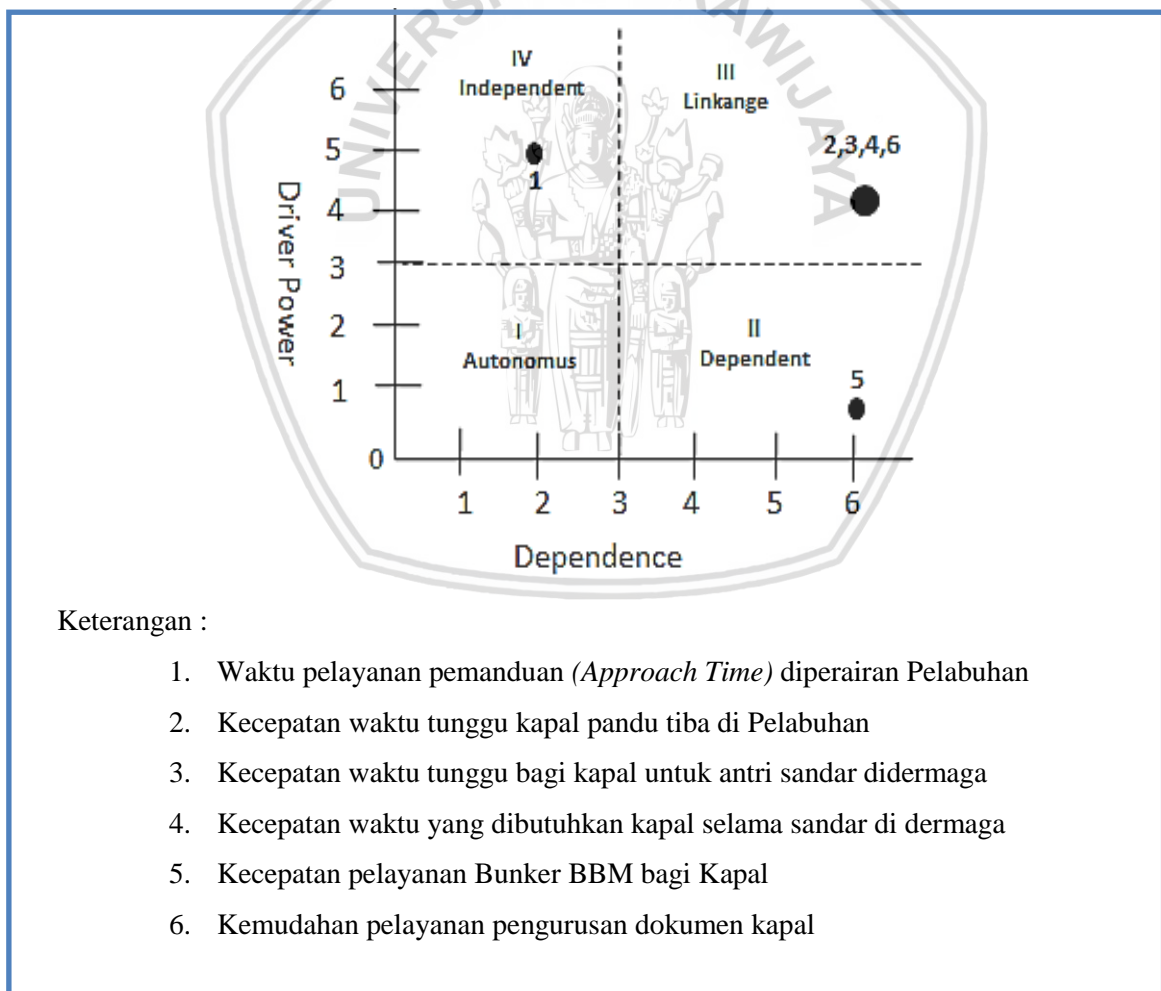 UNIVERSITAS BRAWIJAYA
IV
Independent
III
Linkange
6
5
4
3
2
1
0
Driver Power
1
2,3,4,6
I
Autonomus
II
Dependent
5
1 2 3 4 5 6
Dependence
Keterangan :
1. Waktu pelayanan pemanduan (Approach Time) diperairan Pelabuhan
2. Kecepatan waktu tunggu kapal pandu tiba di Pelabuhan
3. Kecepatan waktu tunggu bagi kapal untuk antri sandar didermaga
4. Kecepatan waktu yang dibutuhkan kapal selama sandar di dermaga
5. Kecepatan pelayanan Bunker BBM bagi Kapal
6. Kemudahan pelayanan pengurusan dokumen kapal